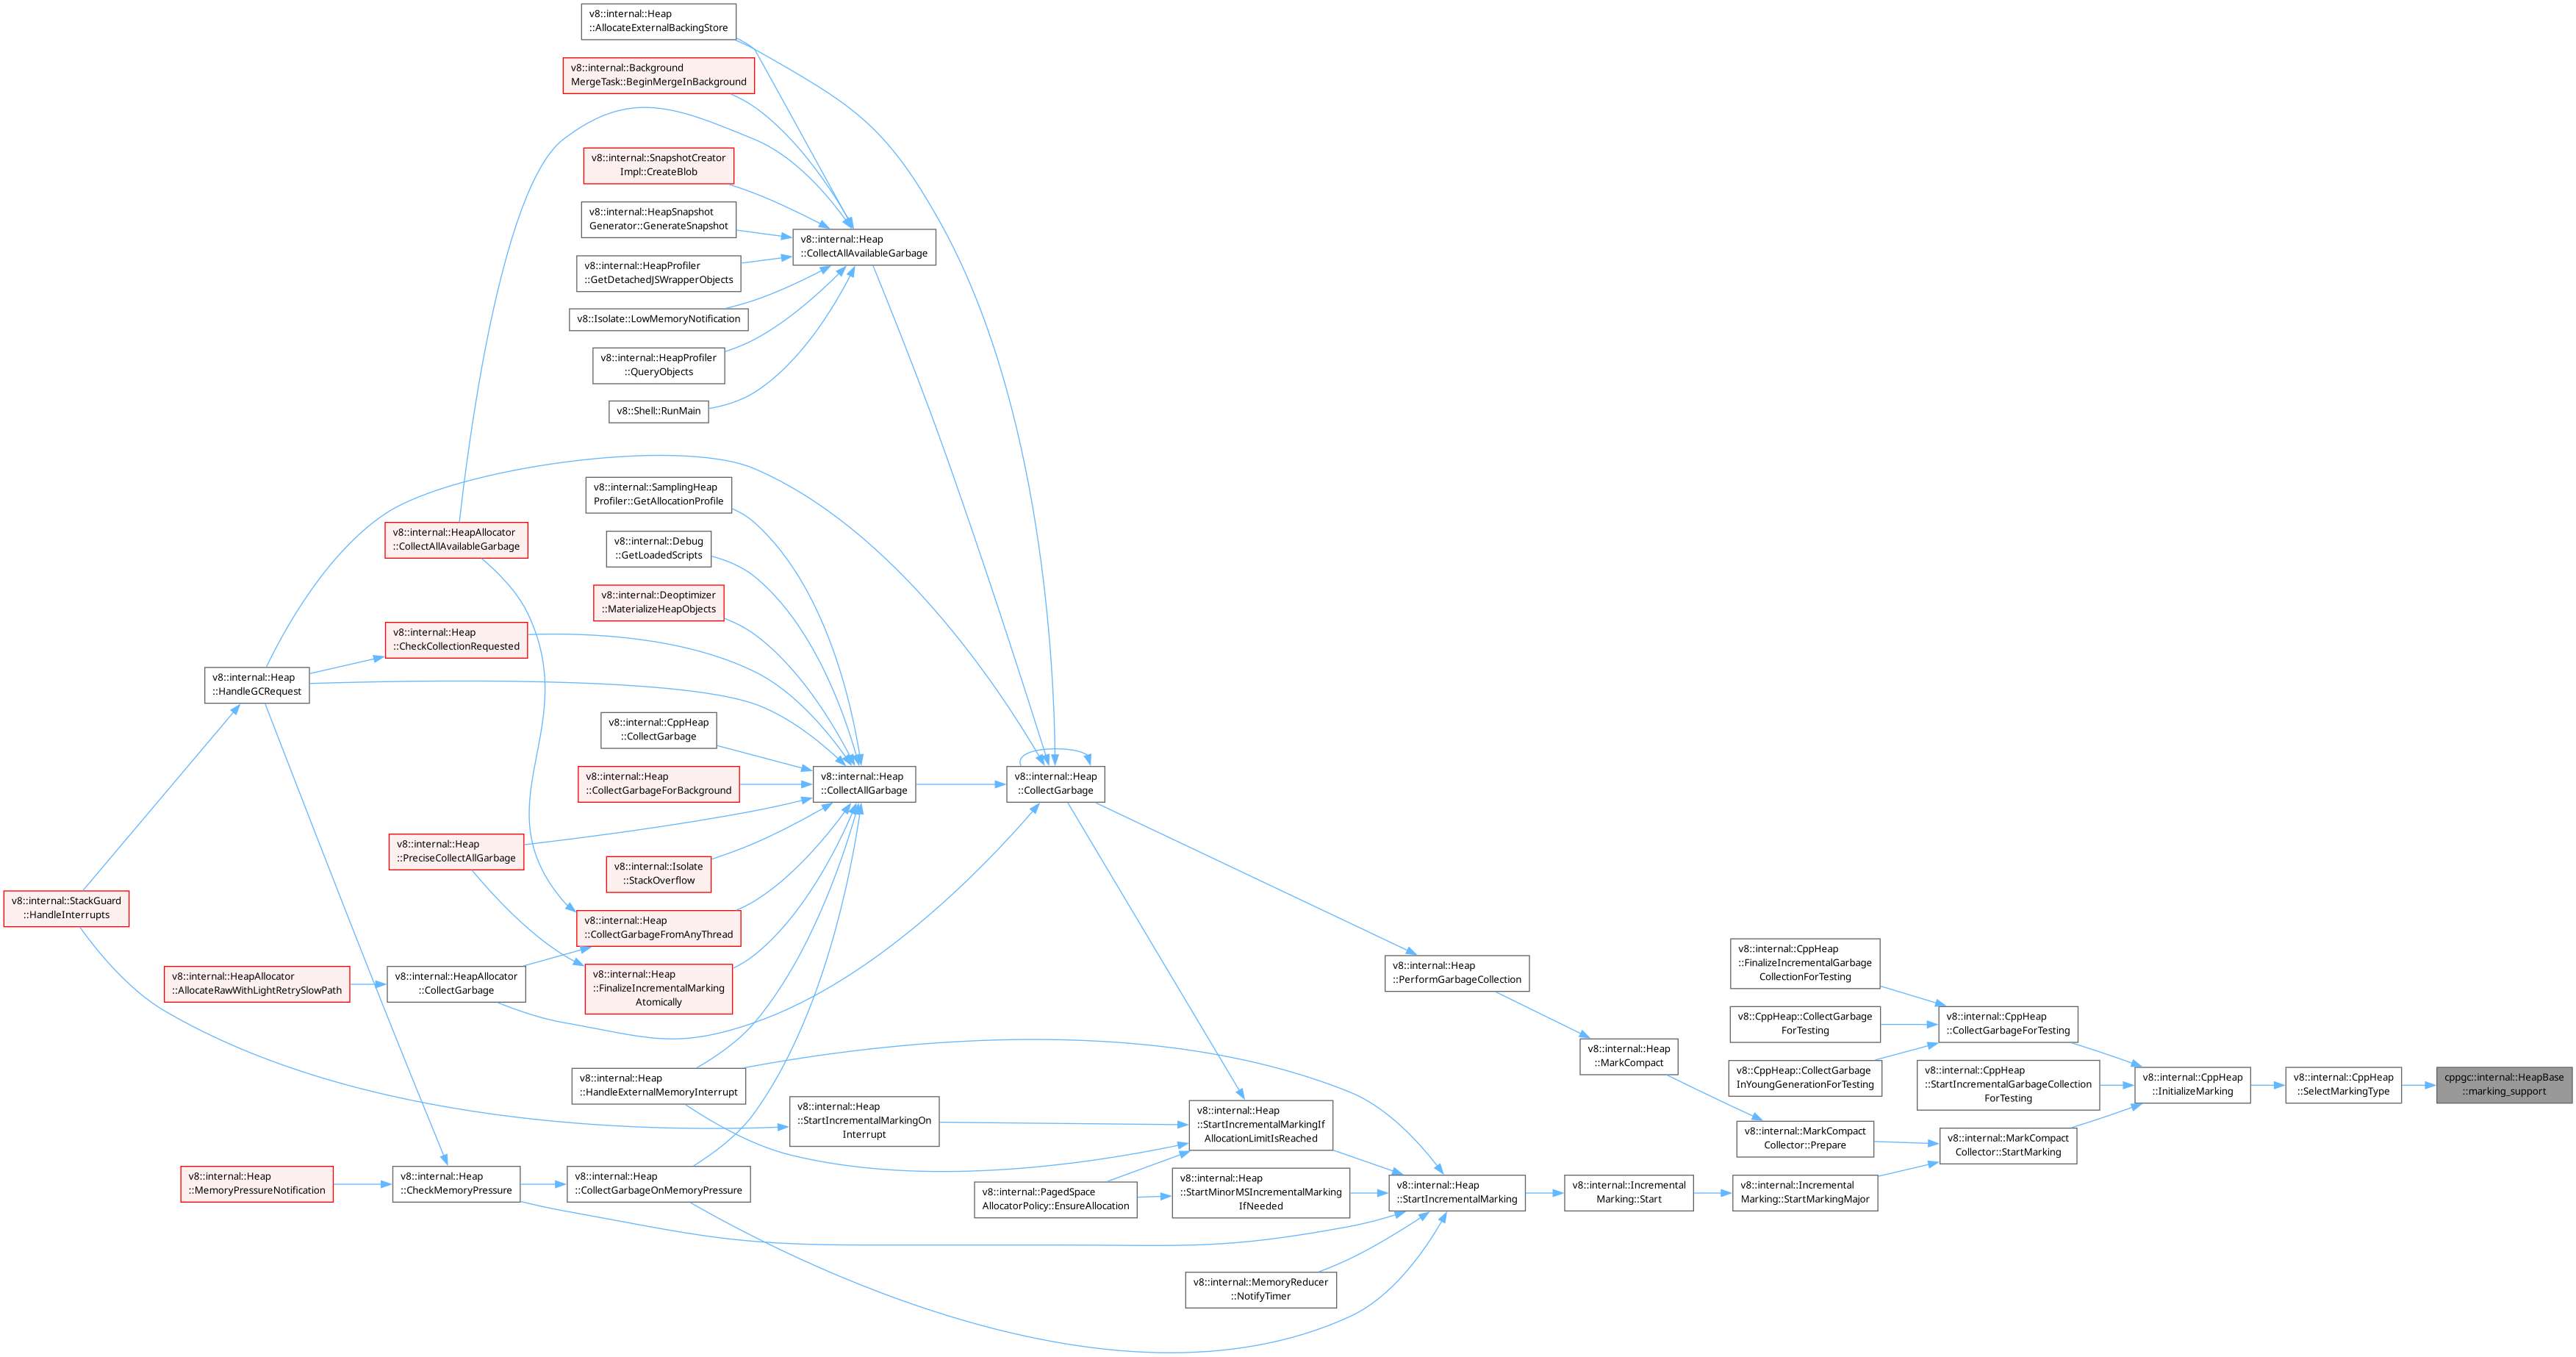 v8::internal::Heap
::AllocateExternalBackingStore
v8::internal::Background
MergeTask::BeginMergeInBackground
v8::internal::SnapshotCreator
Impl::CreateBlob
v8::internal::HeapSnapshot
Generator::GenerateSnapshot
v8::internal::Heap
::CollectAllAvailableGarbage
v8::internal::HeapProfiler
::GetDetachedJSWrapperObjects
v8::Isolate::LowMemoryNotification
v8::internal::HeapProfiler
::QueryObjects
v8::Shell::RunMain
v8::internal::SamplingHeap
Profiler::GetAllocationProfile
v8::internal::HeapAllocator
::CollectAllAvailableGarbage
v8::internal::Debug
::GetLoadedScripts
v8::internal::Deoptimizer
::MaterializeHeapObjects
v8::internal::Heap
::CheckCollectionRequested
v8::internal::Heap
::HandleGCRequest
v8::internal::CppHeap
::CollectGarbage
v8::internal::Heap
::CollectGarbageForBackground
v8::internal::Heap
::CollectAllGarbage
v8::internal::Heap
::CollectGarbage
v8::internal::Heap
::PreciseCollectAllGarbage
v8::internal::Isolate
::StackOverflow
v8::internal::StackGuard
::HandleInterrupts
v8::internal::Heap
::CollectGarbageFromAnyThread
v8::internal::HeapAllocator
::AllocateRawWithLightRetrySlowPath
v8::internal::HeapAllocator
::CollectGarbage
v8::internal::Heap
::FinalizeIncrementalMarking
Atomically
v8::internal::Heap
::PerformGarbageCollection
v8::internal::CppHeap
::FinalizeIncrementalGarbage
CollectionForTesting
v8::CppHeap::CollectGarbage
ForTesting
v8::internal::CppHeap
::CollectGarbageForTesting
v8::internal::Heap
::MarkCompact
v8::CppHeap::CollectGarbage
InYoungGenerationForTesting
v8::internal::CppHeap
::StartIncrementalGarbageCollection
ForTesting
v8::internal::CppHeap
::InitializeMarking
v8::internal::CppHeap
::SelectMarkingType
cppgc::internal::HeapBase
::marking_support
v8::internal::Heap
::HandleExternalMemoryInterrupt
v8::internal::Heap
::StartIncrementalMarkingOn
Interrupt
v8::internal::Heap
::StartIncrementalMarkingIf
AllocationLimitIsReached
v8::internal::MarkCompact
Collector::Prepare
v8::internal::MarkCompact
Collector::StartMarking
v8::internal::Heap
::MemoryPressureNotification
v8::internal::Heap
::CheckMemoryPressure
v8::internal::Heap
::CollectGarbageOnMemoryPressure
v8::internal::PagedSpace
AllocatorPolicy::EnsureAllocation
v8::internal::Heap
::StartMinorMSIncrementalMarking
IfNeeded
v8::internal::Heap
::StartIncrementalMarking
v8::internal::Incremental
Marking::Start
v8::internal::Incremental
Marking::StartMarkingMajor
v8::internal::MemoryReducer
::NotifyTimer